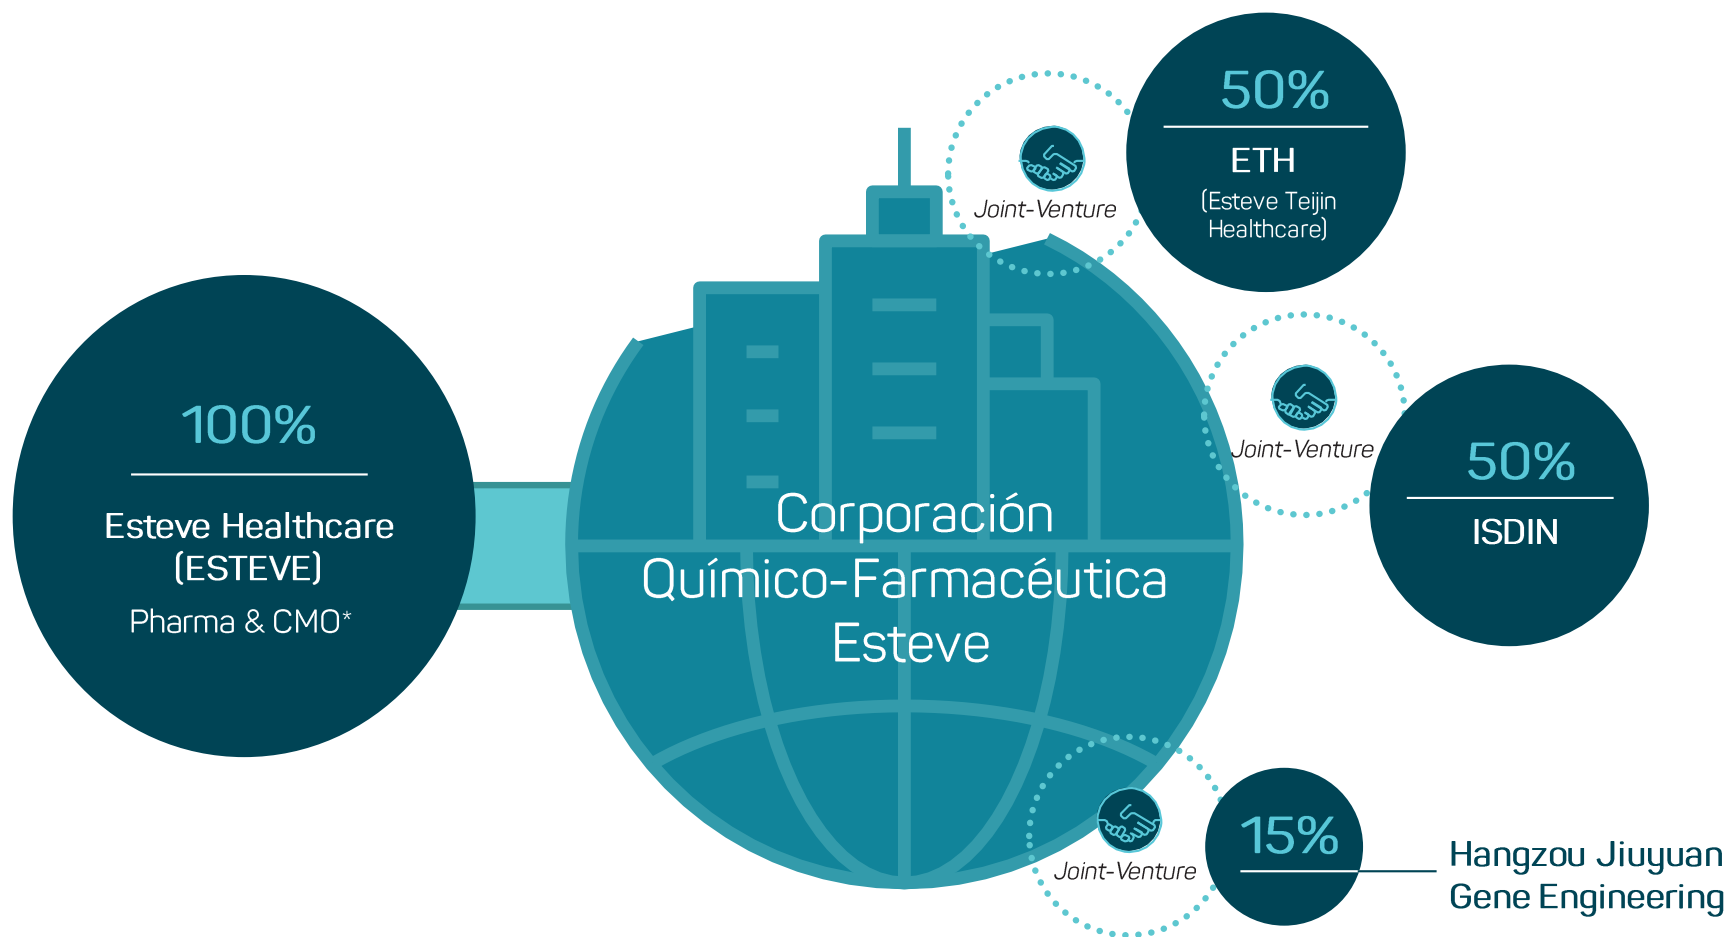 100%
Esteve Healthcare
(ESTEVE)
Pharma & CMO*
Corporación
Químico-Farmacéutica
Esteve
Joint-Venture
50%
ETH
(Esteve Teijin
Healthcare)
Joint-Venture
50%
ISDIN
Joint-Venture
15%
Hangzou Jiuyuan
Gene Engineering